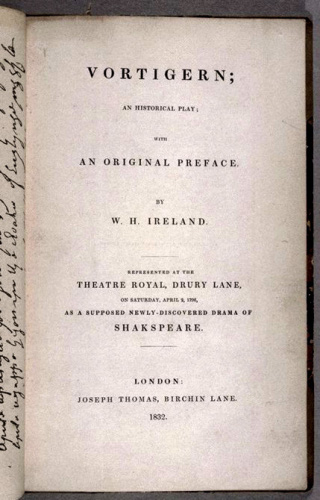 VORTIGERN;
AN HISTORICAL PLAY;
WITH
AN ORIGINAL PREFACE.
BY
W. H. IRELAND.
REPRESENTED AT THE
THEATRE ROYAL, DRURY LANE,
ON SATURDAY, APRIL 2, 1796,
AS A SUPPOSED NEWLY-DISCOVERED DRAMA OF
SHAKSPEARE.
LONDON:
JOSEPH THOMAS, BIRCHIN LANE.
1832.